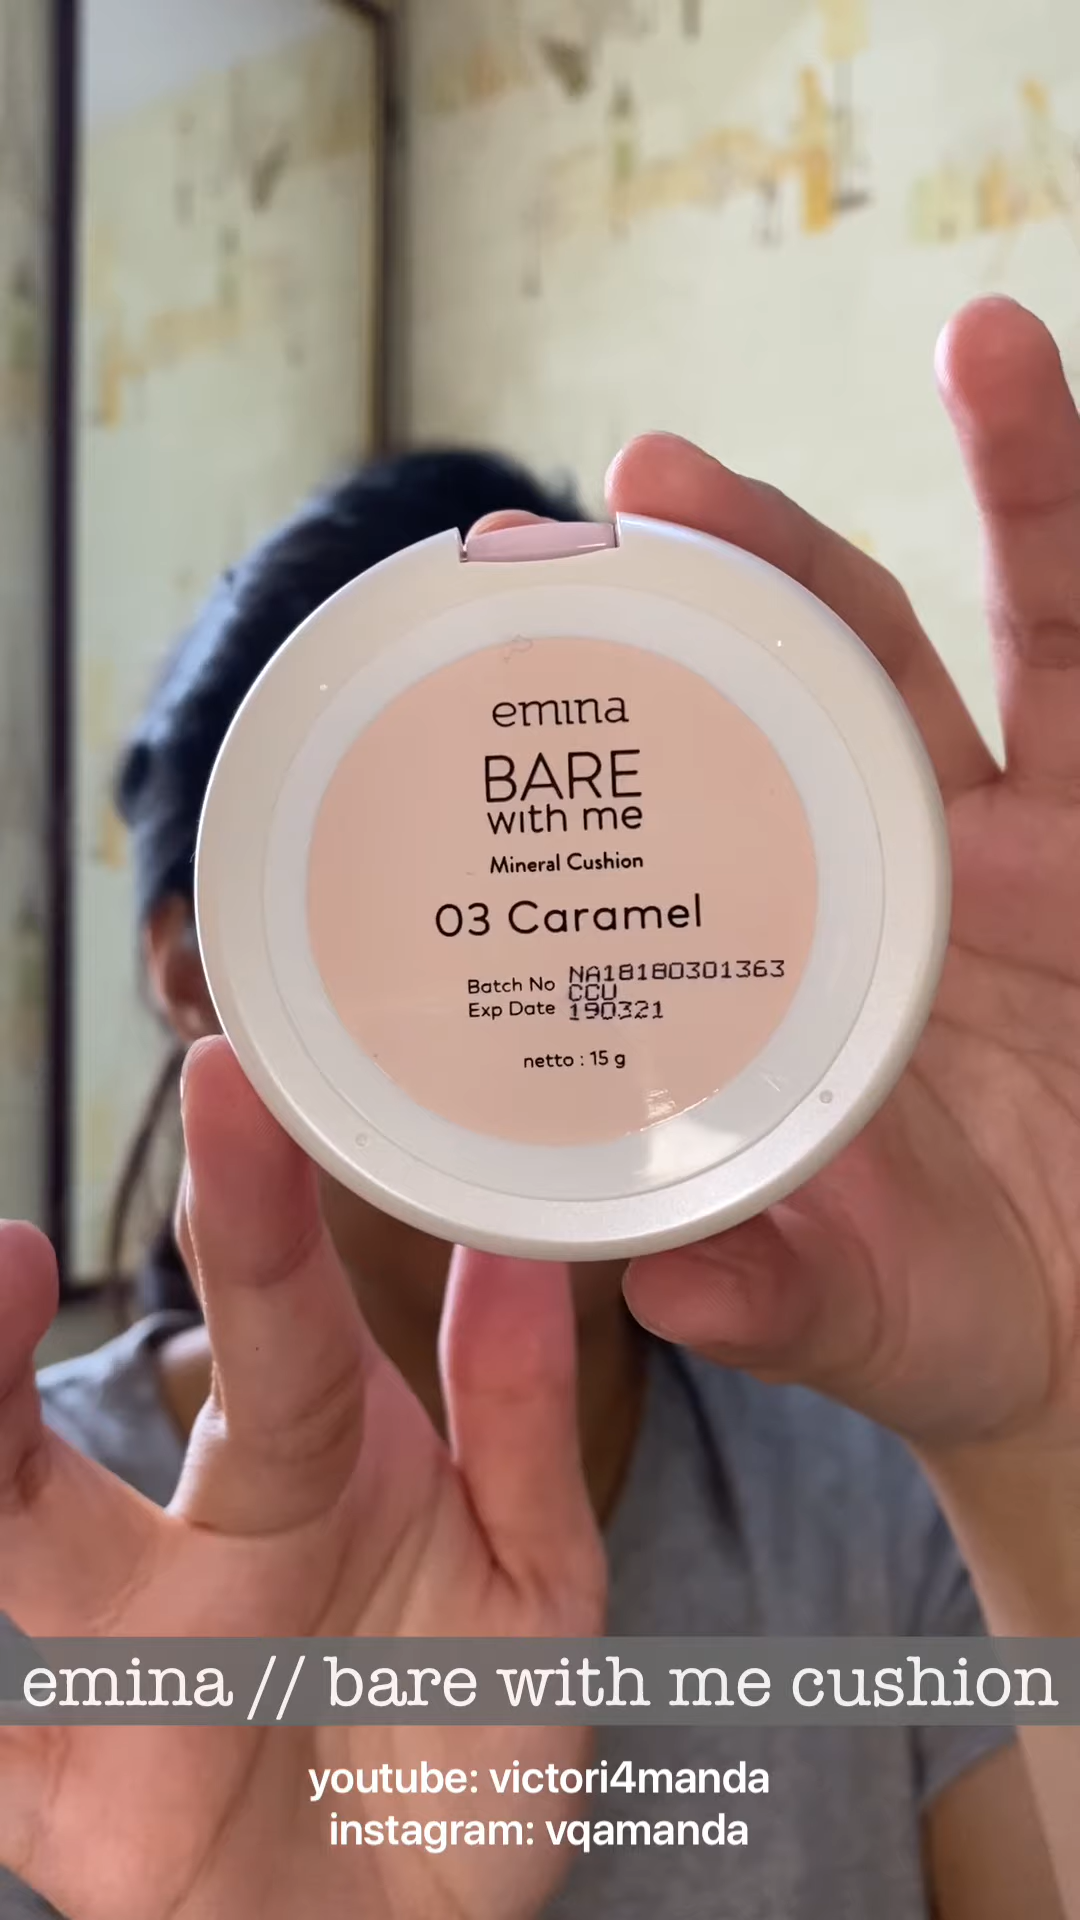 emina
BARE
with me
Mineral Cushion
03 Caramel
Batch No NA18180301363
CCU
Exp Date 190321
netto : 15 g
emina // bare with me cushion
youtube: victori4manda
instagram: vqamanda